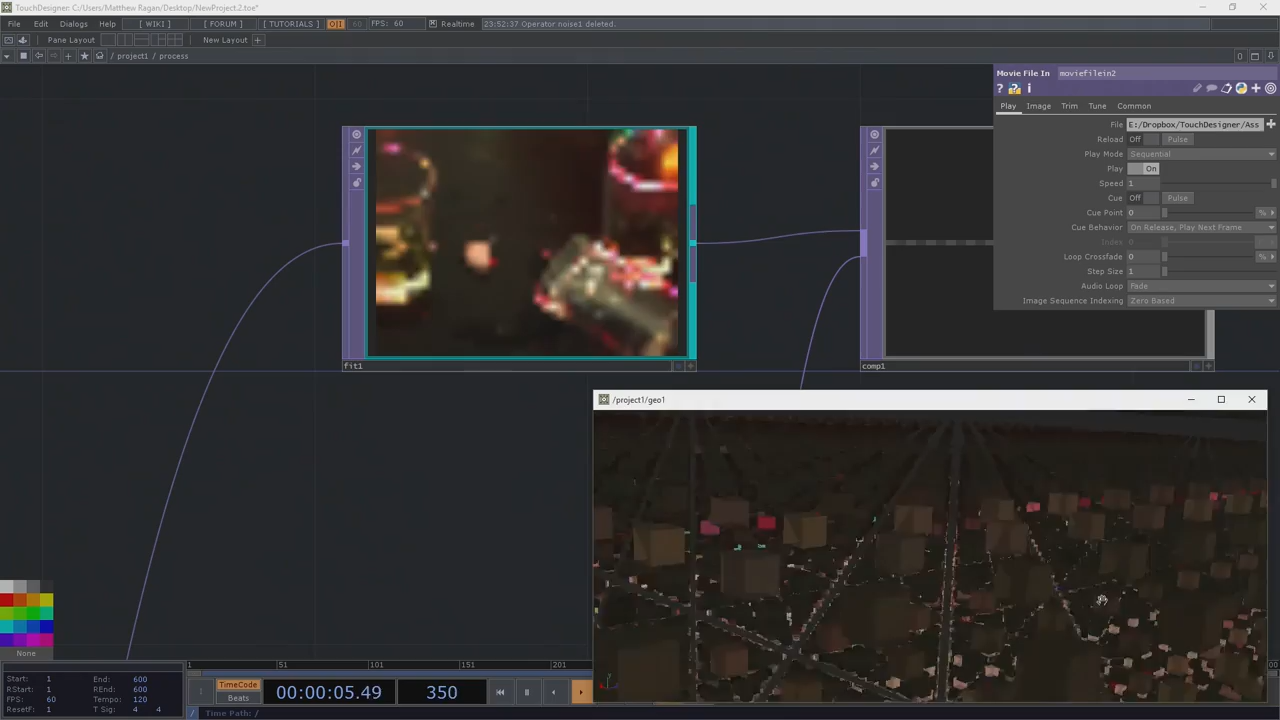 TouchDesigner: C:/Users/Matthew Ragan/Desktop/NewProject.2.toe*
File Edit Dialogs Help [ WIKI ] [ FORUM ] [ TUTORIALS ] O|I 60 FPS: 60 Realtime 23:52:37 Operator noise1 deleted.
Pane Layout New Layout +
/ project1 / process 0
Movie File In moviefilein2
? ? i
Play Image Trim Tune Common
File E:/Dropbox/TouchDesigner/Ass
Reload Off Pulse
Play Mode Sequential
Play On
Speed 1
Cue Off Pulse
Cue Point 0 %
Cue Behavior On Release, Play Next Frame
Index 0 %
Loop Crossfade 0 %
Step Size 1
Audio Loop Fade
Image Sequence Indexing Zero Based
fit1
comp1
/project1/geo1
None
1 51 101 151 201
Start: 1 End: 600
RStart: 1 REnd: 600
FPS: 60 Tempo: 120
ResetF: 1 T Sig: 4 4
TimeCode
Beats
00:00:05.49 350
/ Time Path: /